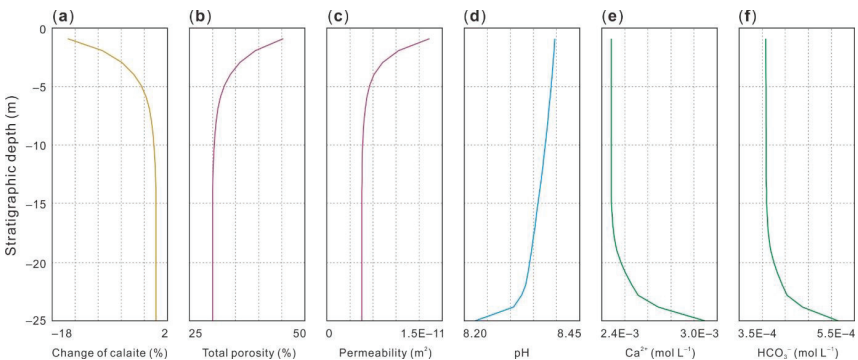 (a) (b) (c) (d) (e) (f)
0
−5
−10
−15
−20
−25
Stratigraphic depth (m)
−18 2 25 50 0 1.5E−11 8.20 8.45 2.4E−3 3.0E−3 3.5E−4 5.5E−4
Change of calaite (%) Total porosity (%) Permeability (m²) pH Ca²⁺ (mol L⁻¹) HCO₃⁻ (mol L⁻¹)